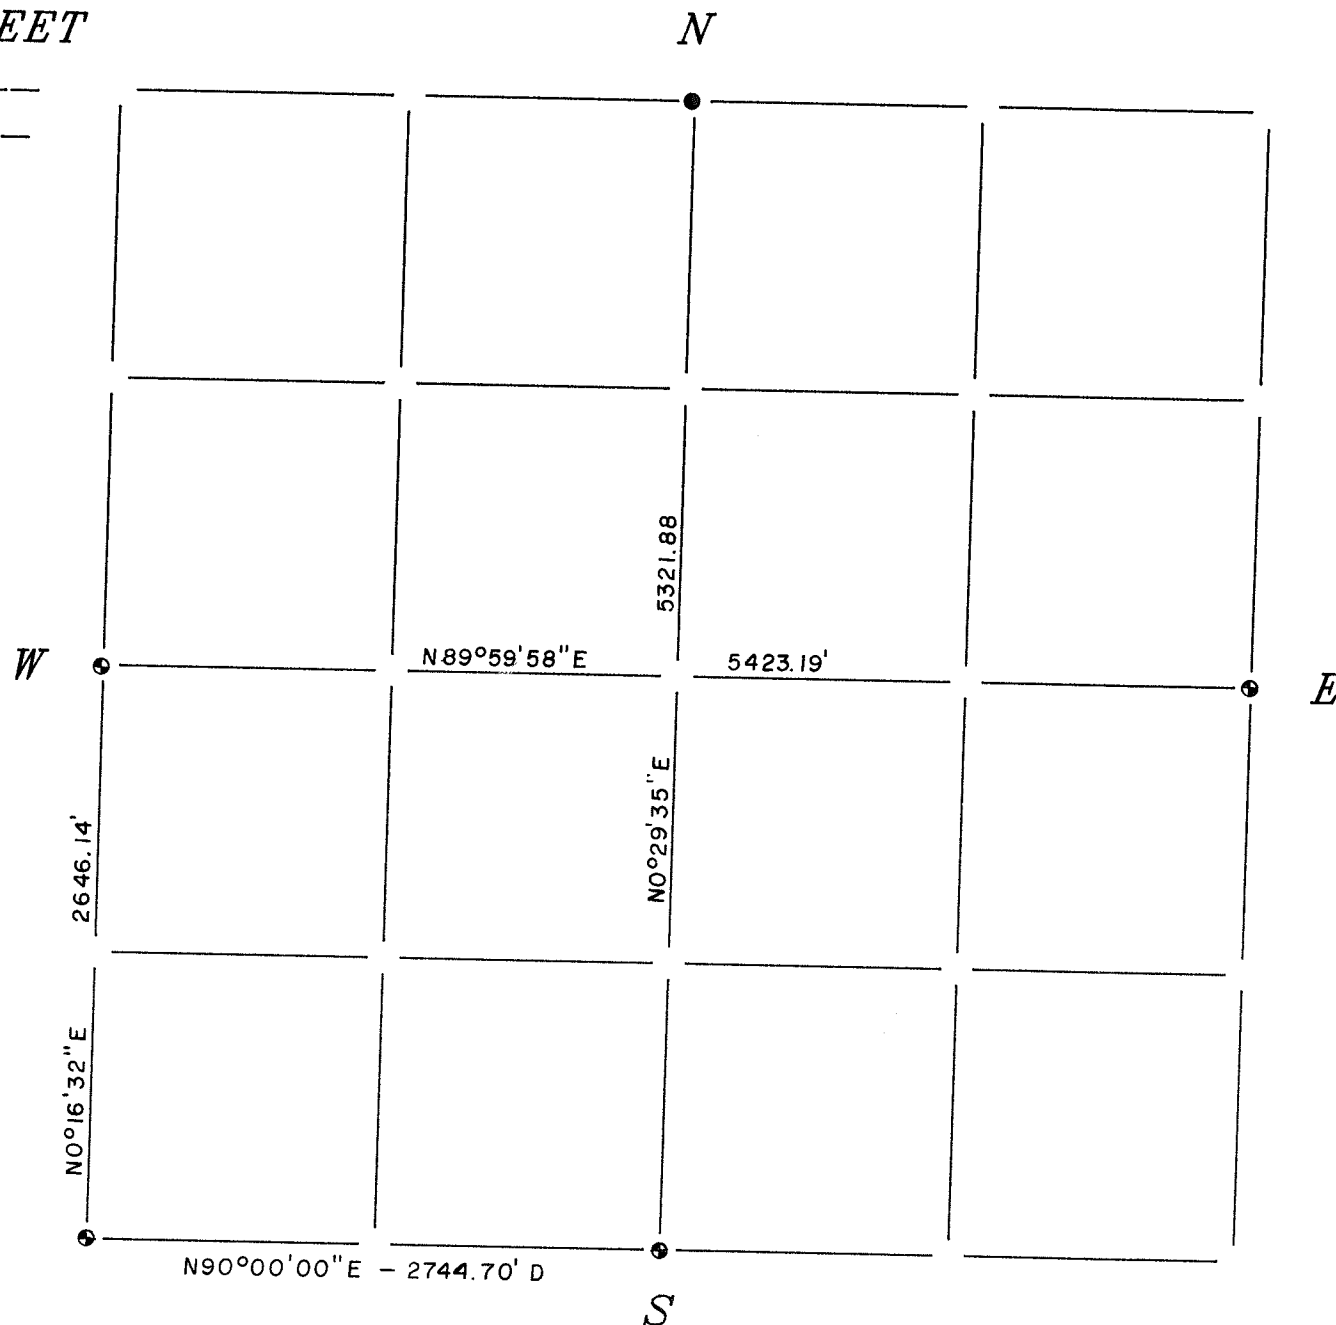 EET
N
5321.88
W
N89°59'58"E 5423.19'
E
N0°29'35"E
2646.14'
N0°16'32"E
N90°00'00"E – 2744.70' D
S